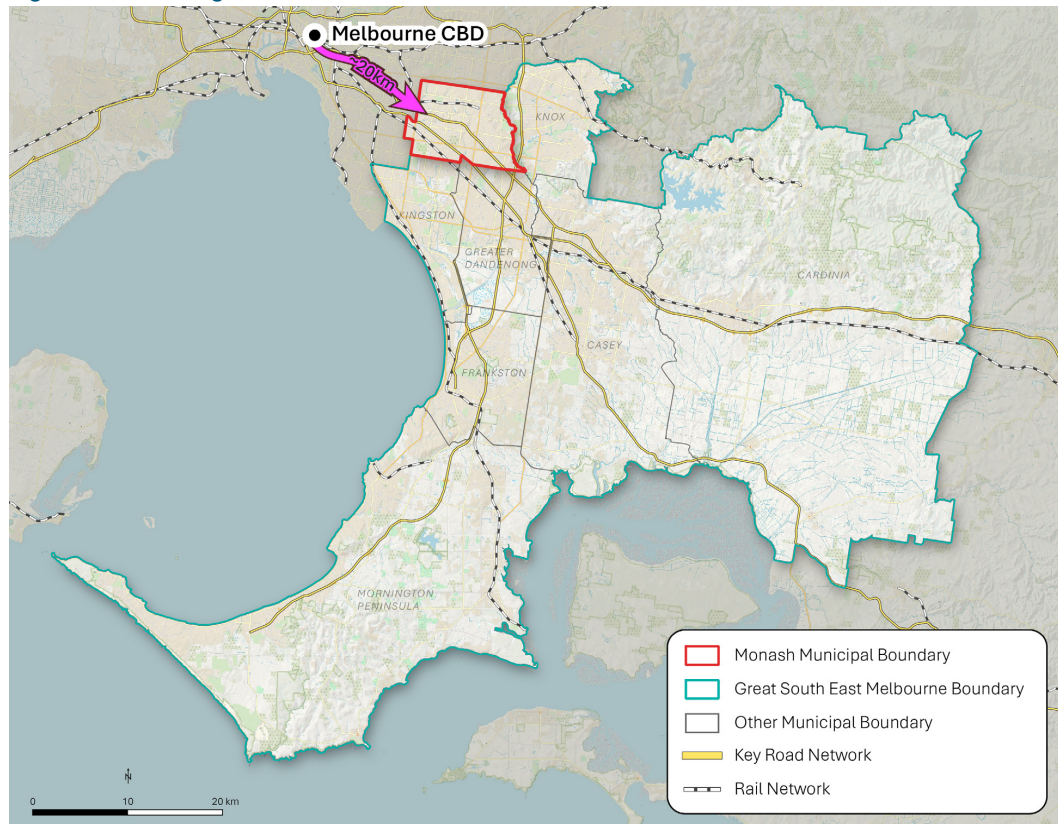 Melbourne CBD
~20km
KNOX
KINGSTON
GREATER
DANDENONG
CARDINIA
CASEY
FRANKSTON
MORNINGTON
PENINSULA
Monash Municipal Boundary
Great South East Melbourne Boundary
Other Municipal Boundary
Key Road Network
Rail Network
N
0 10 20 km